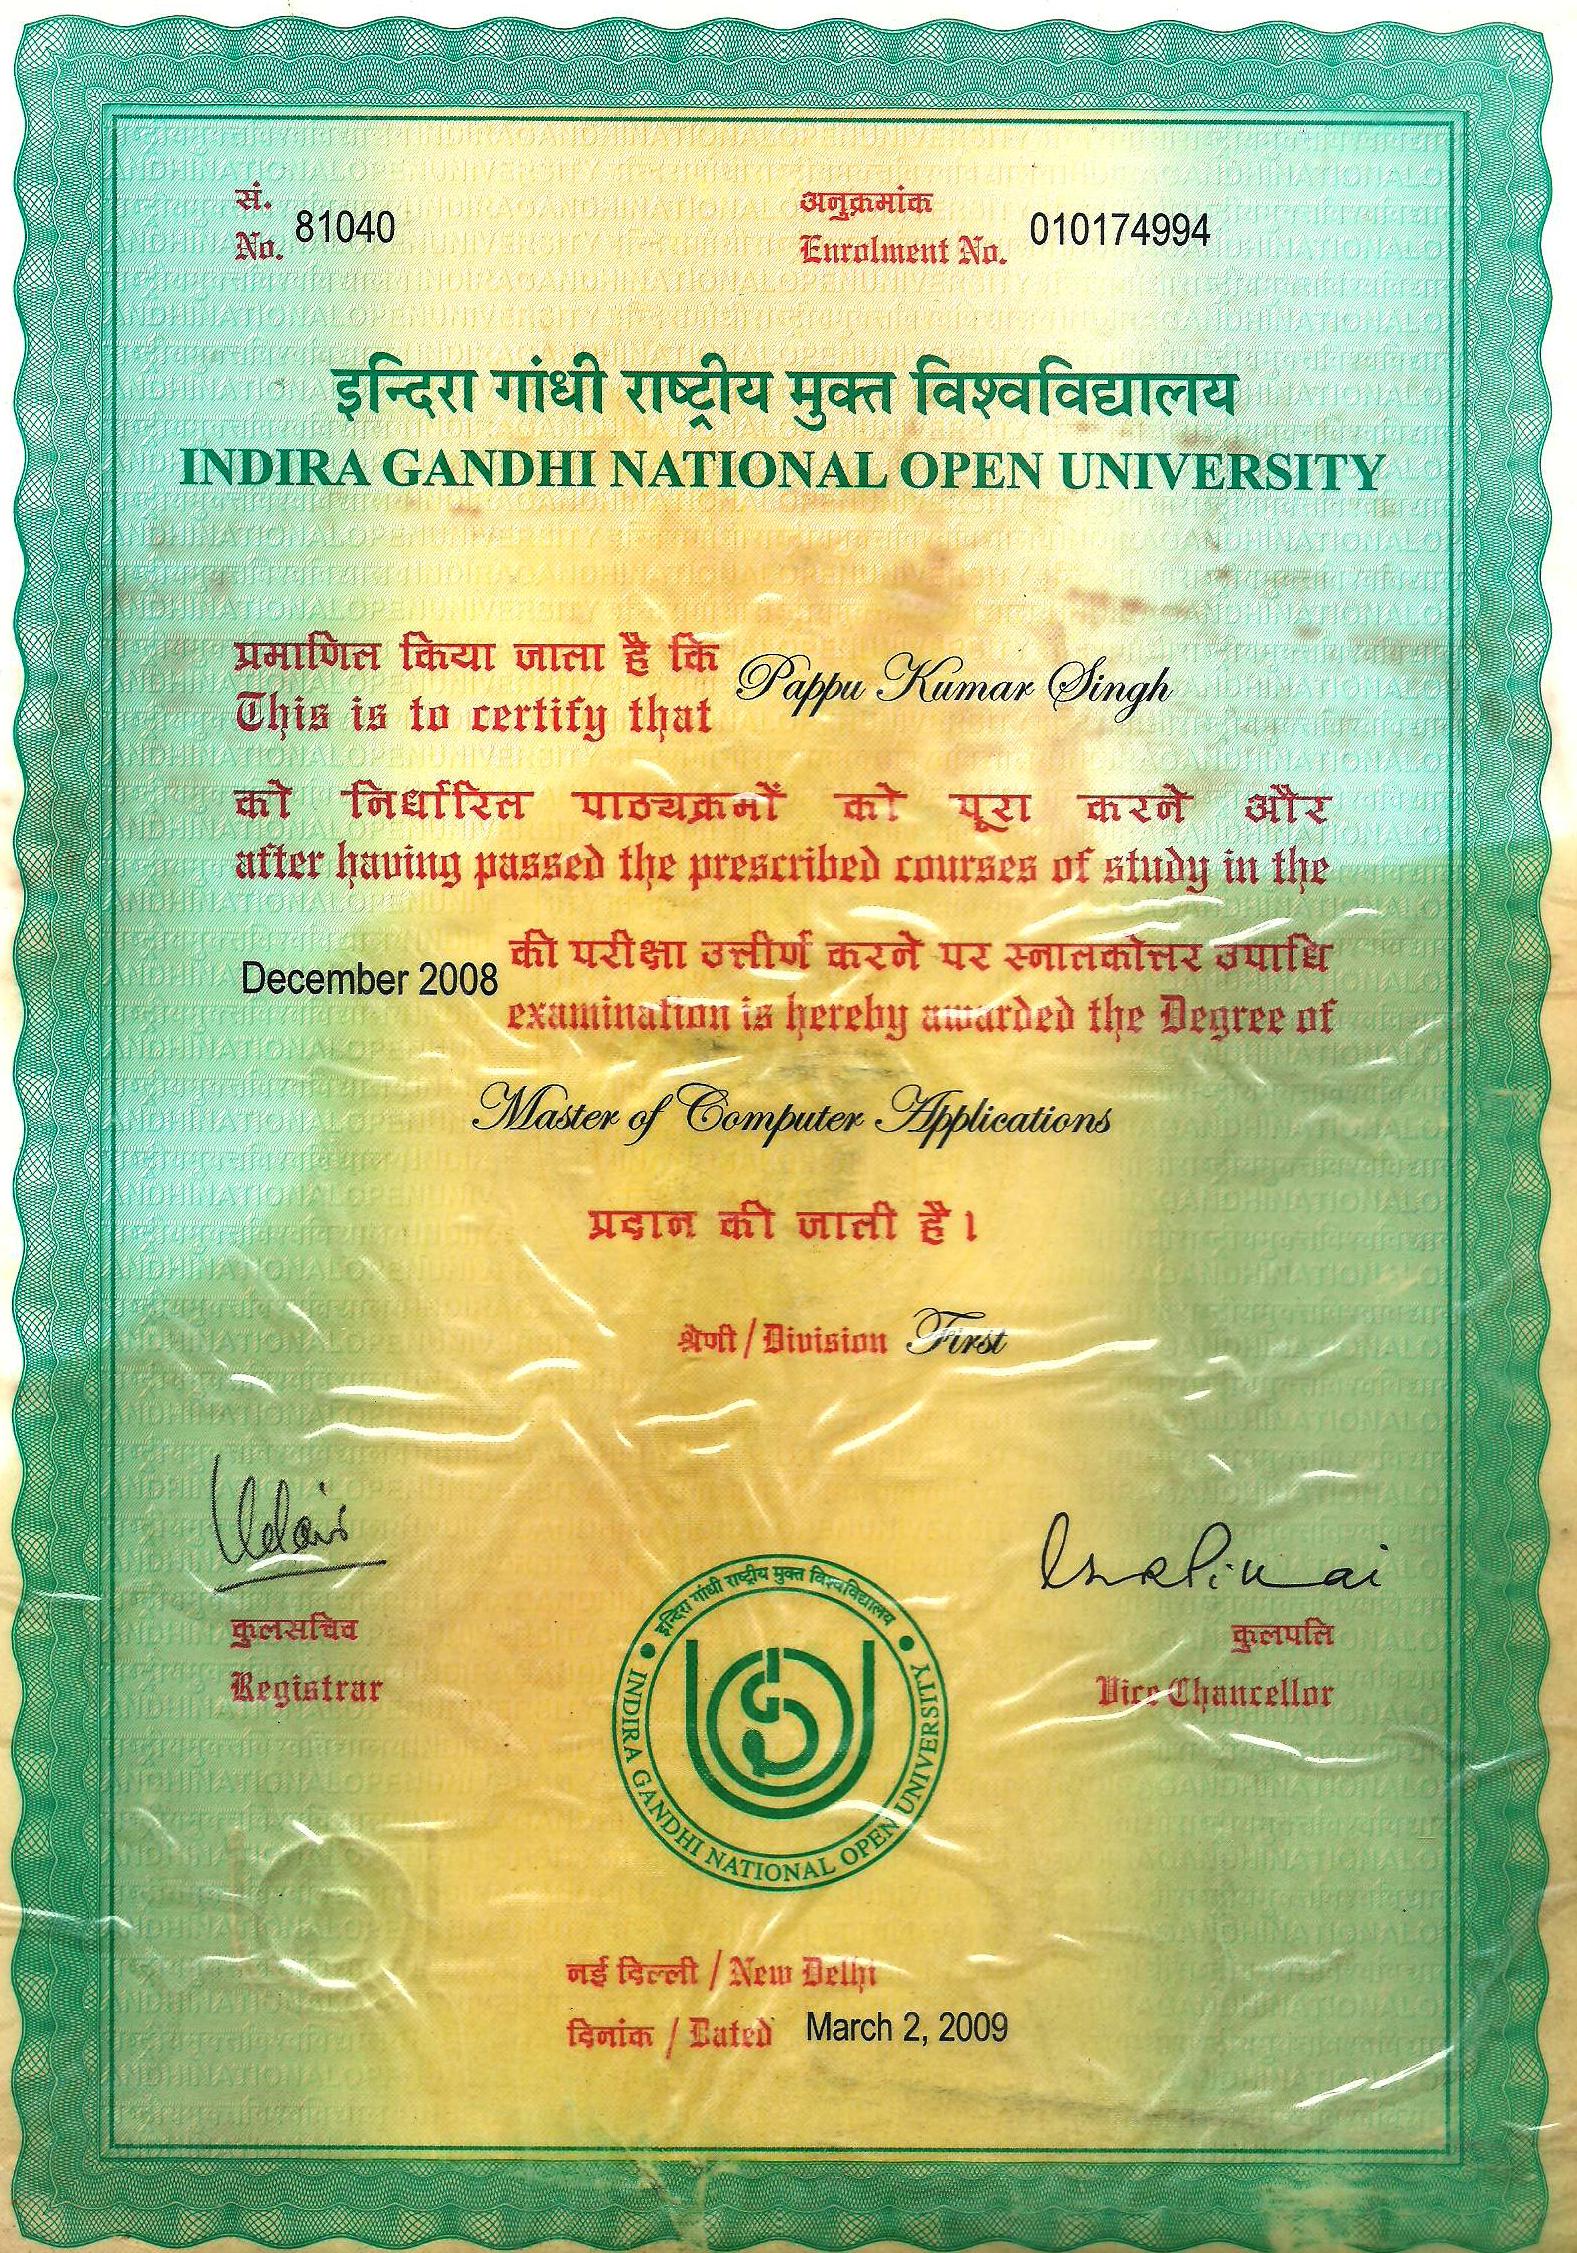 सं.
No. 81040
अनुक्रमांक
Enrolment No. 010174994
इन्दिरा गांधी राष्ट्रीय मुक्त विश्वविद्यालय
INDIRA GANDHI NATIONAL OPEN UNIVERSITY
प्रमाणित किया जाता है कि
This is to certify that
Pappu Kumar Singh
को निर्धारित पाठ्यक्रमों को पूरा करने और
after having passed the prescribed courses of study in the
December 2008
की परीक्षा उत्तीर्ण करने पर स्नातकोत्तर उपाधि
examination is hereby awarded the Degree of
Master of Computer Applications
प्रदान की जाती है।
श्रेणी / Division First
कुलसचिव
Registrar
कुलपति
Vice Chancellor
इन्दिरा गांधी राष्ट्रीय मुक्त विश्वविद्यालय
INDIRA GANDHI NATIONAL OPEN UNIVERSITY
नई दिल्ली / New Delhi
दिनांक / Dated March 2, 2009